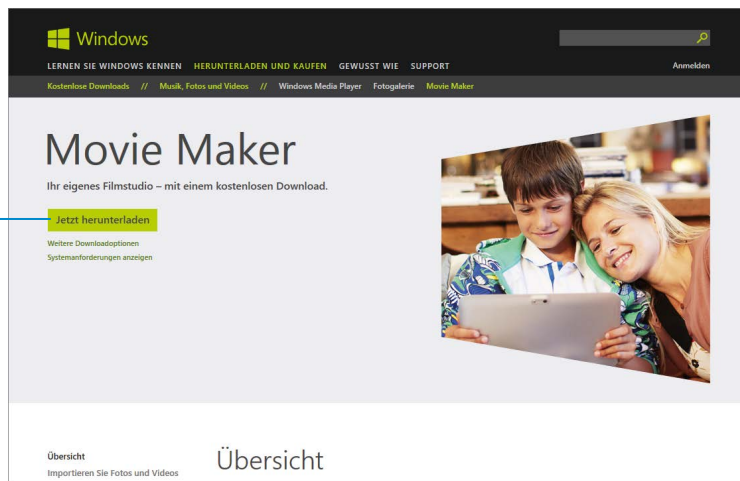 Windows
LERNEN SIE WINDOWS KENNEN HERUNTERLADEN UND KAUFEN GEWUSST WIE SUPPORT Anmelden
Kostenlose Downloads // Musik, Fotos und Videos // Windows Media Player Fotogalerie Movie Maker
Movie Maker
Ihr eigenes Filmstudio – mit einem kostenlosen Download.
Jetzt herunterladen
Weitere Downloadoptionen
Systemanforderungen anzeigen
Übersicht
Importieren Sie Fotos und Videos
Übersicht